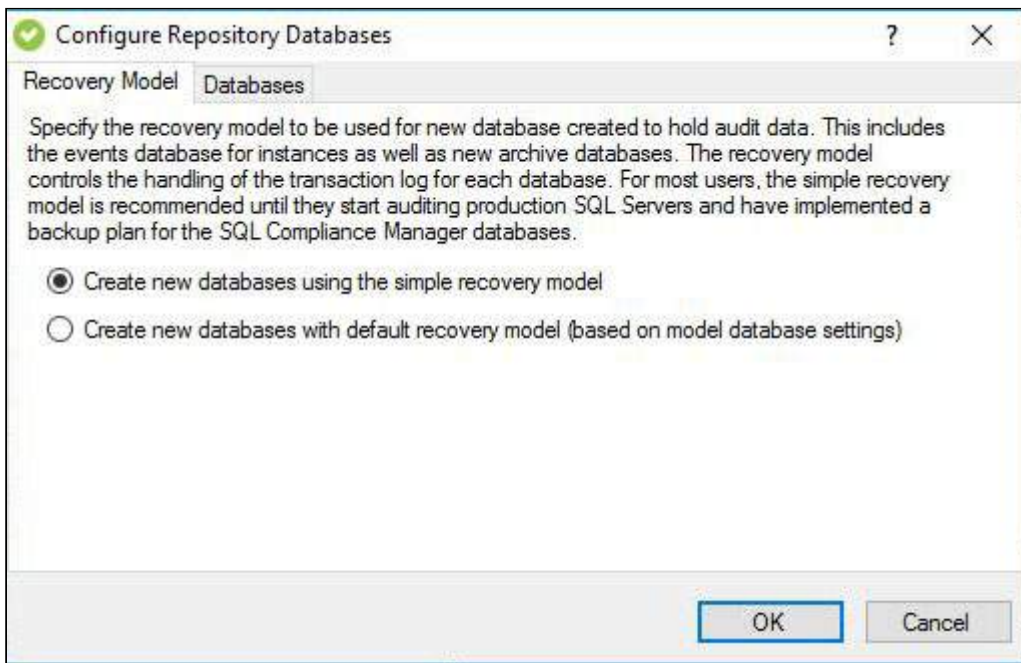 Configure Repository Databases
?
Recovery Model
Databases
Specify the recovery model to be used for new database created to hold audit data. This includes
the events database for instances as well as new archive databases. The recovery model
controls the handling of the transaction log for each database. For most users, the simple recovery
model is recommended until they start auditing production SQL Servers and have implemented a
backup plan for the SQL Compliance Manager databases.
Create new databases using the simple recovery model
Create new databases with default recovery model (based on model database settings)
OK
Cancel